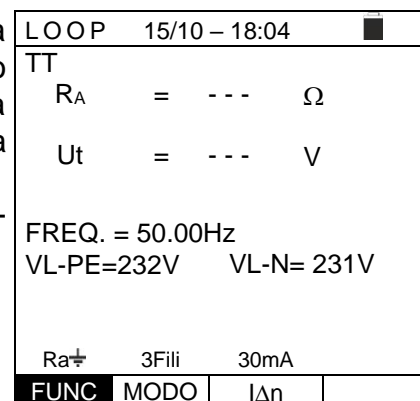 a
o
a
a
-
LOOP 15/10 – 18:04
TT
RA = - - - Ω
Ut = - - - V
FREQ. = 50.00Hz
VL-PE=232V VL-N= 231V
Ra⏚ 3Fili 30mA
FUNC MODO IΔn